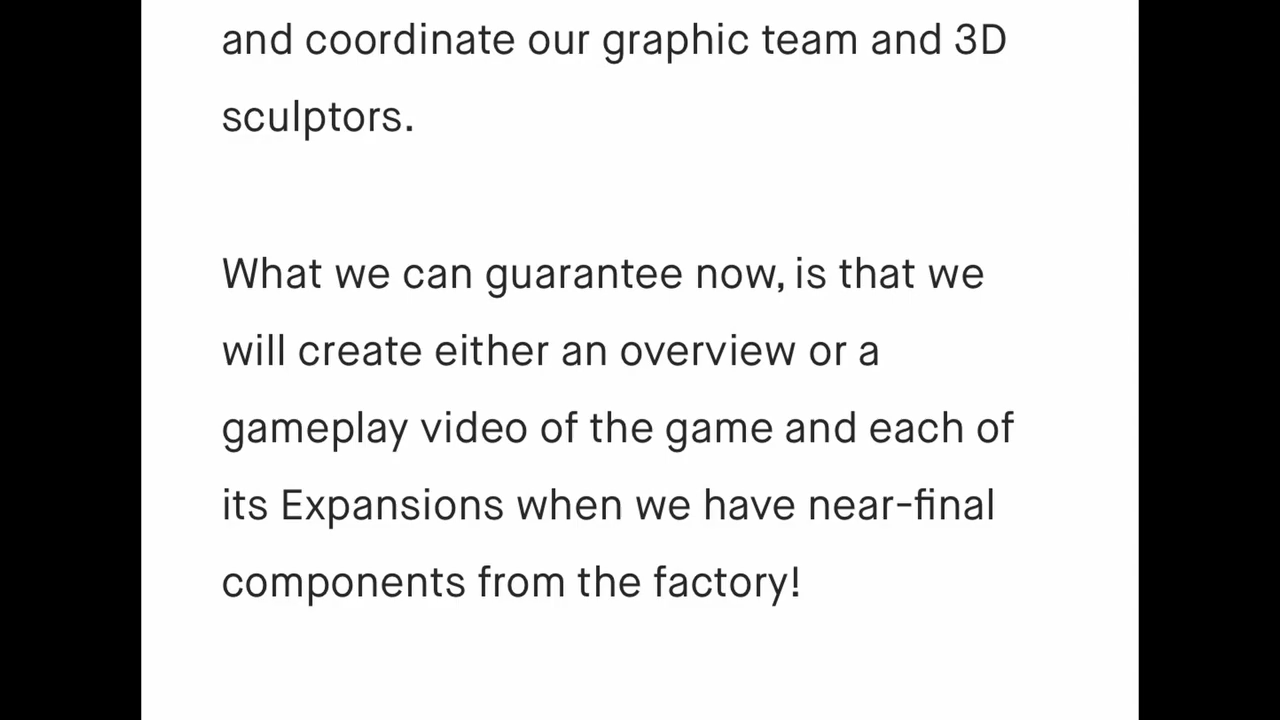 and coordinate our graphic team and 3D
sculptors.
What we can guarantee now, is that we
will create either an overview or a
gameplay video of the game and each of
its Expansions when we have near-final
components from the factory!